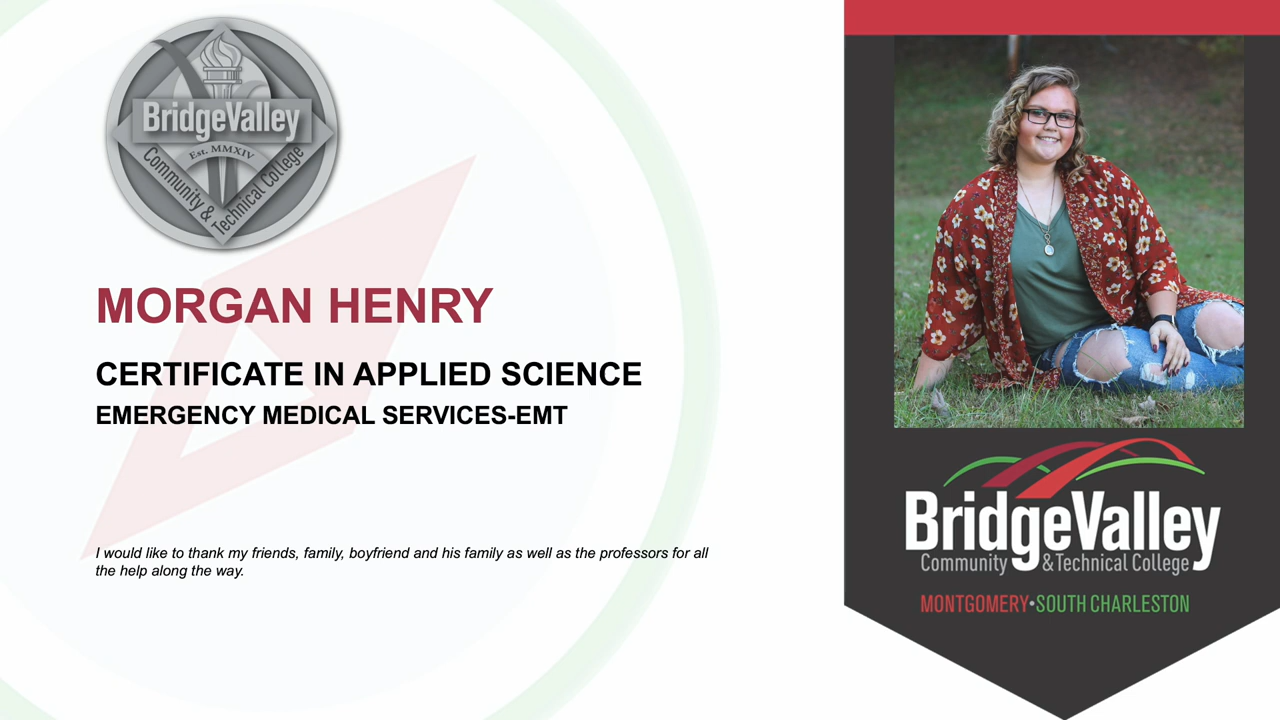 BridgeValley
Est. MMXIV
Community & Technical College
MORGAN HENRY
CERTIFICATE IN APPLIED SCIENCE
EMERGENCY MEDICAL SERVICES-EMT
I would like to thank my friends, family, boyfriend and his family as well as the professors for all
the help along the way.
BridgeValley
Community & Technical College
MONTGOMERY•SOUTH CHARLESTON